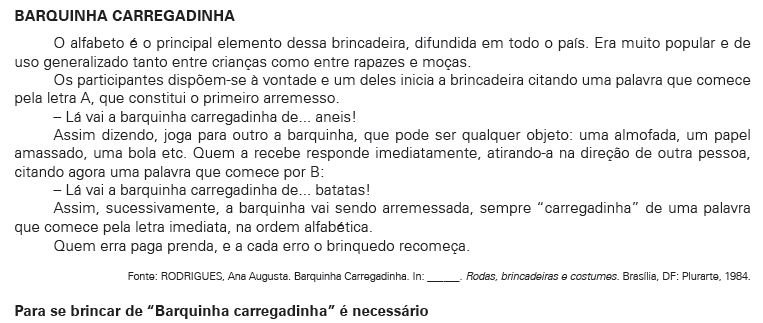 BARQUINHA CARREGADINHA
O alfabeto é o principal elemento dessa brincadeira, difundida em todo o país. Era muito popular e de
uso generalizado tanto entre crianças como entre rapazes e moças.
Os participantes dispõem-se à vontade e um deles inicia a brincadeira citando uma palavra que comece
pela letra A, que constitui o primeiro arremesso.
– Lá vai a barquinha carregadinha de... aneis!
Assim dizendo, joga para outro a barquinha, que pode ser qualquer objeto: uma almofada, um papel
amassado, uma bola etc. Quem a recebe responde imediatamente, atirando-a na direção de outra pessoa,
citando agora uma palavra que comece por B:
– Lá vai a barquinha carregadinha de... batatas!
Assim, sucessivamente, a barquinha vai sendo arremessada, sempre “carregadinha” de uma palavra
que comece pela letra imediata, na ordem alfabética.
Quem erra paga prenda, e a cada erro o brinquedo recomeça.
Fonte: RODRIGUES, Ana Augusta. Barquinha Carregadinha. In: _____. Rodas, brincadeiras e costumes. Brasília, DF: Plurarte, 1984.
Para se brincar de “Barquinha carregadinha” é necessário